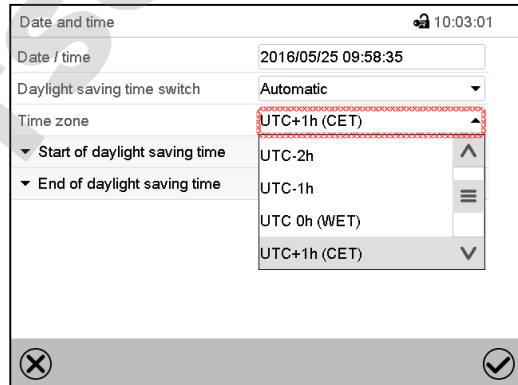 Date and time 10:03:01
Date / time 2016/05/25 09:58:35
Daylight saving time switch Automatic
Time zone UTC+1h (CET)
Start of daylight saving time UTC-2h
End of daylight saving time UTC-1h
UTC 0h (WET)
UTC+1h (CET)